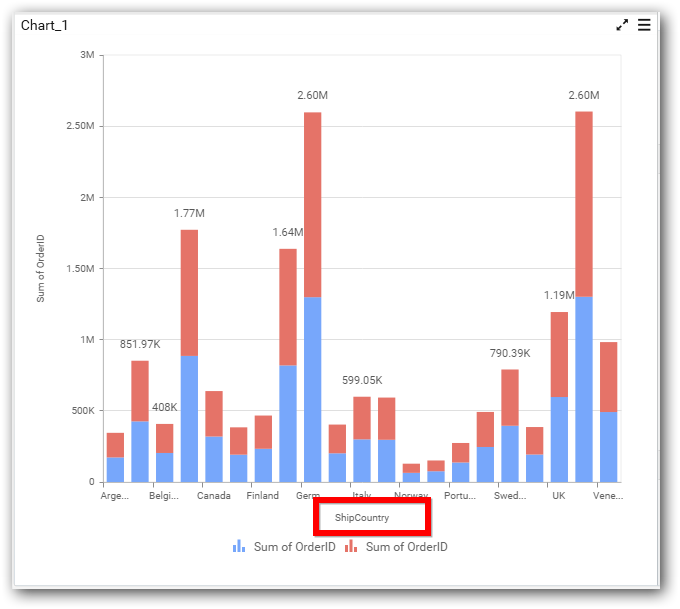 Chart_1
3M
2.60M
2.60M
2.50M
1.77M
2M
1.64M
1.50M
1.19M
Sum of OrderID
1M
851.97K
790.39K
599.05K
408K
500K
0
Arge... Belgi... Canada Finland Germ... Italy Norway Portu... Swed... UK Vene...
ShipCountry
Sum of OrderID Sum of OrderID